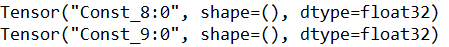 Tensor("Const_8:0", shape=(), dtype=float32)
Tensor("Const_9:0", shape=(), dtype=float32)